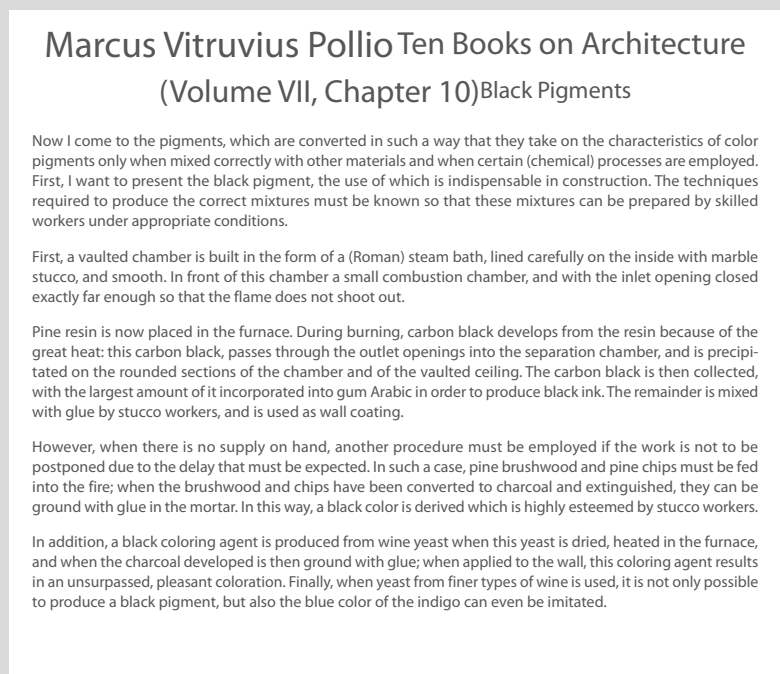 Marcus Vitruvius Pollio Ten Books on Architecture
(Volume VII, Chapter 10)Black Pigments
Now I come to the pigments, which are converted in such a way that they take on the characteristics of color
pigments only when mixed correctly with other materials and when certain (chemical) processes are employed.
First, I want to present the black pigment, the use of which is indispensable in construction. The techniques
required to produce the correct mixtures must be known so that these mixtures can be prepared by skilled
workers under appropriate conditions.
First, a vaulted chamber is built in the form of a (Roman) steam bath, lined carefully on the inside with marble
stucco, and smooth. In front of this chamber a small combustion chamber, and with the inlet opening closed
exactly far enough so that the flame does not shoot out.
Pine resin is now placed in the furnace. During burning, carbon black develops from the resin because of the
great heat: this carbon black, passes through the outlet openings into the separation chamber, and is precipi-
tated on the rounded sections of the chamber and of the vaulted ceiling. The carbon black is then collected,
with the largest amount of it incorporated into gum Arabic in order to produce black ink. The remainder is mixed
with glue by stucco workers, and is used as wall coating.
However, when there is no supply on hand, another procedure must be employed if the work is not to be
postponed due to the delay that must be expected. In such a case, pine brushwood and pine chips must be fed
into the fire; when the brushwood and chips have been converted to charcoal and extinguished, they can be
ground with glue in the mortar. In this way, a black color is derived which is highly esteemed by stucco workers.
In addition, a black coloring agent is produced from wine yeast when this yeast is dried, heated in the furnace,
and when the charcoal developed is then ground with glue; when applied to the wall, this coloring agent results
in an unsurpassed, pleasant coloration. Finally, when yeast from finer types of wine is used, it is not only possible
to produce a black pigment, but also the blue color of the indigo can even be imitated.